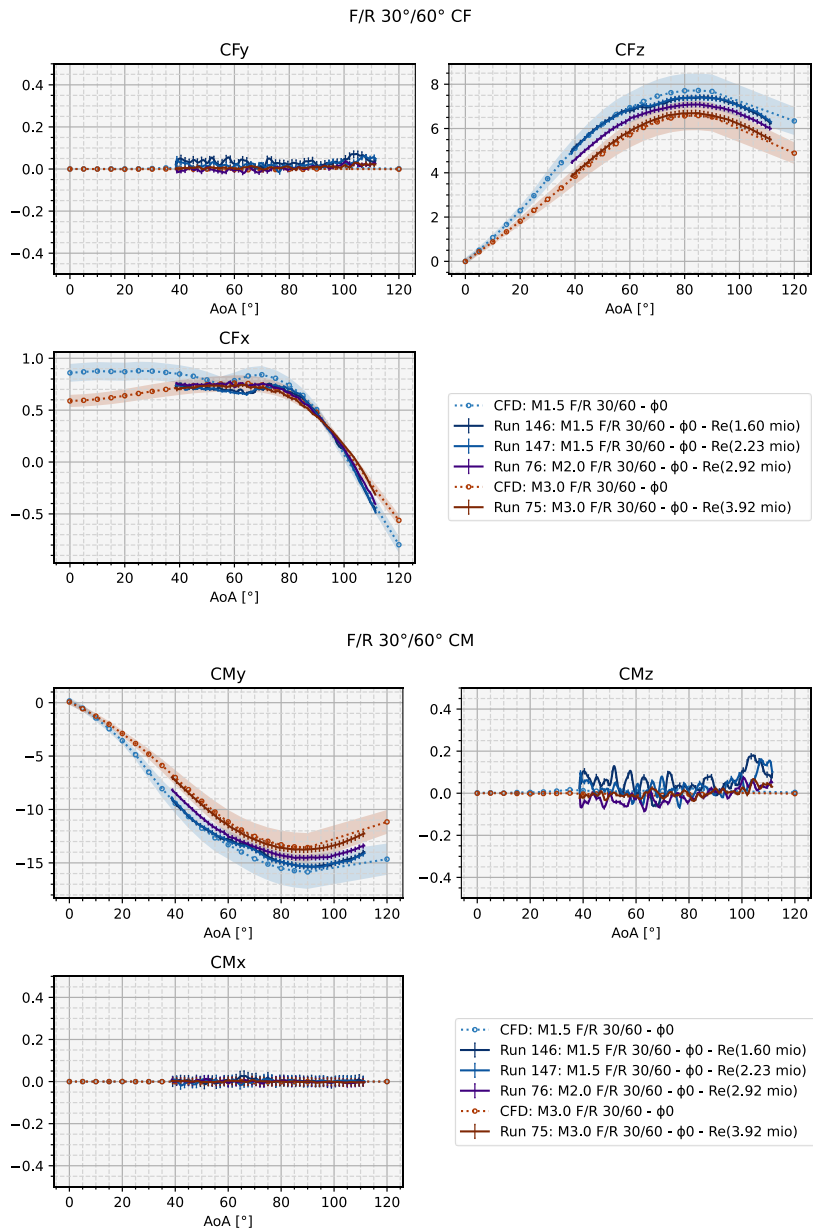 F/R 30°/60° CF
CFy
0.4
0.2
0.0
−0.2
−0.4
0 20 40 60 80 100 120
AoA [°]
CFz
8
6
4
2
0
0 20 40 60 80 100 120
AoA [°]
CFx
1.0
0.5
0.0
−0.5
0 20 40 60 80 100 120
AoA [°]
CFD: M1.5 F/R 30/60 - ϕ0
Run 146: M1.5 F/R 30/60 - ϕ0 - Re(1.60 mio)
Run 147: M1.5 F/R 30/60 - ϕ0 - Re(2.23 mio)
Run 76: M2.0 F/R 30/60 - ϕ0 - Re(2.92 mio)
CFD: M3.0 F/R 30/60 - ϕ0
Run 75: M3.0 F/R 30/60 - ϕ0 - Re(3.92 mio)
F/R 30°/60° CM
CMy
0
−5
−10
−15
0 20 40 60 80 100 120
AoA [°]
CMz
0.4
0.2
0.0
−0.2
−0.4
0 20 40 60 80 100 120
AoA [°]
CMx
0.4
0.2
0.0
−0.2
−0.4
0 20 40 60 80 100 120
AoA [°]
CFD: M1.5 F/R 30/60 - ϕ0
Run 146: M1.5 F/R 30/60 - ϕ0 - Re(1.60 mio)
Run 147: M1.5 F/R 30/60 - ϕ0 - Re(2.23 mio)
Run 76: M2.0 F/R 30/60 - ϕ0 - Re(2.92 mio)
CFD: M3.0 F/R 30/60 - ϕ0
Run 75: M3.0 F/R 30/60 - ϕ0 - Re(3.92 mio)